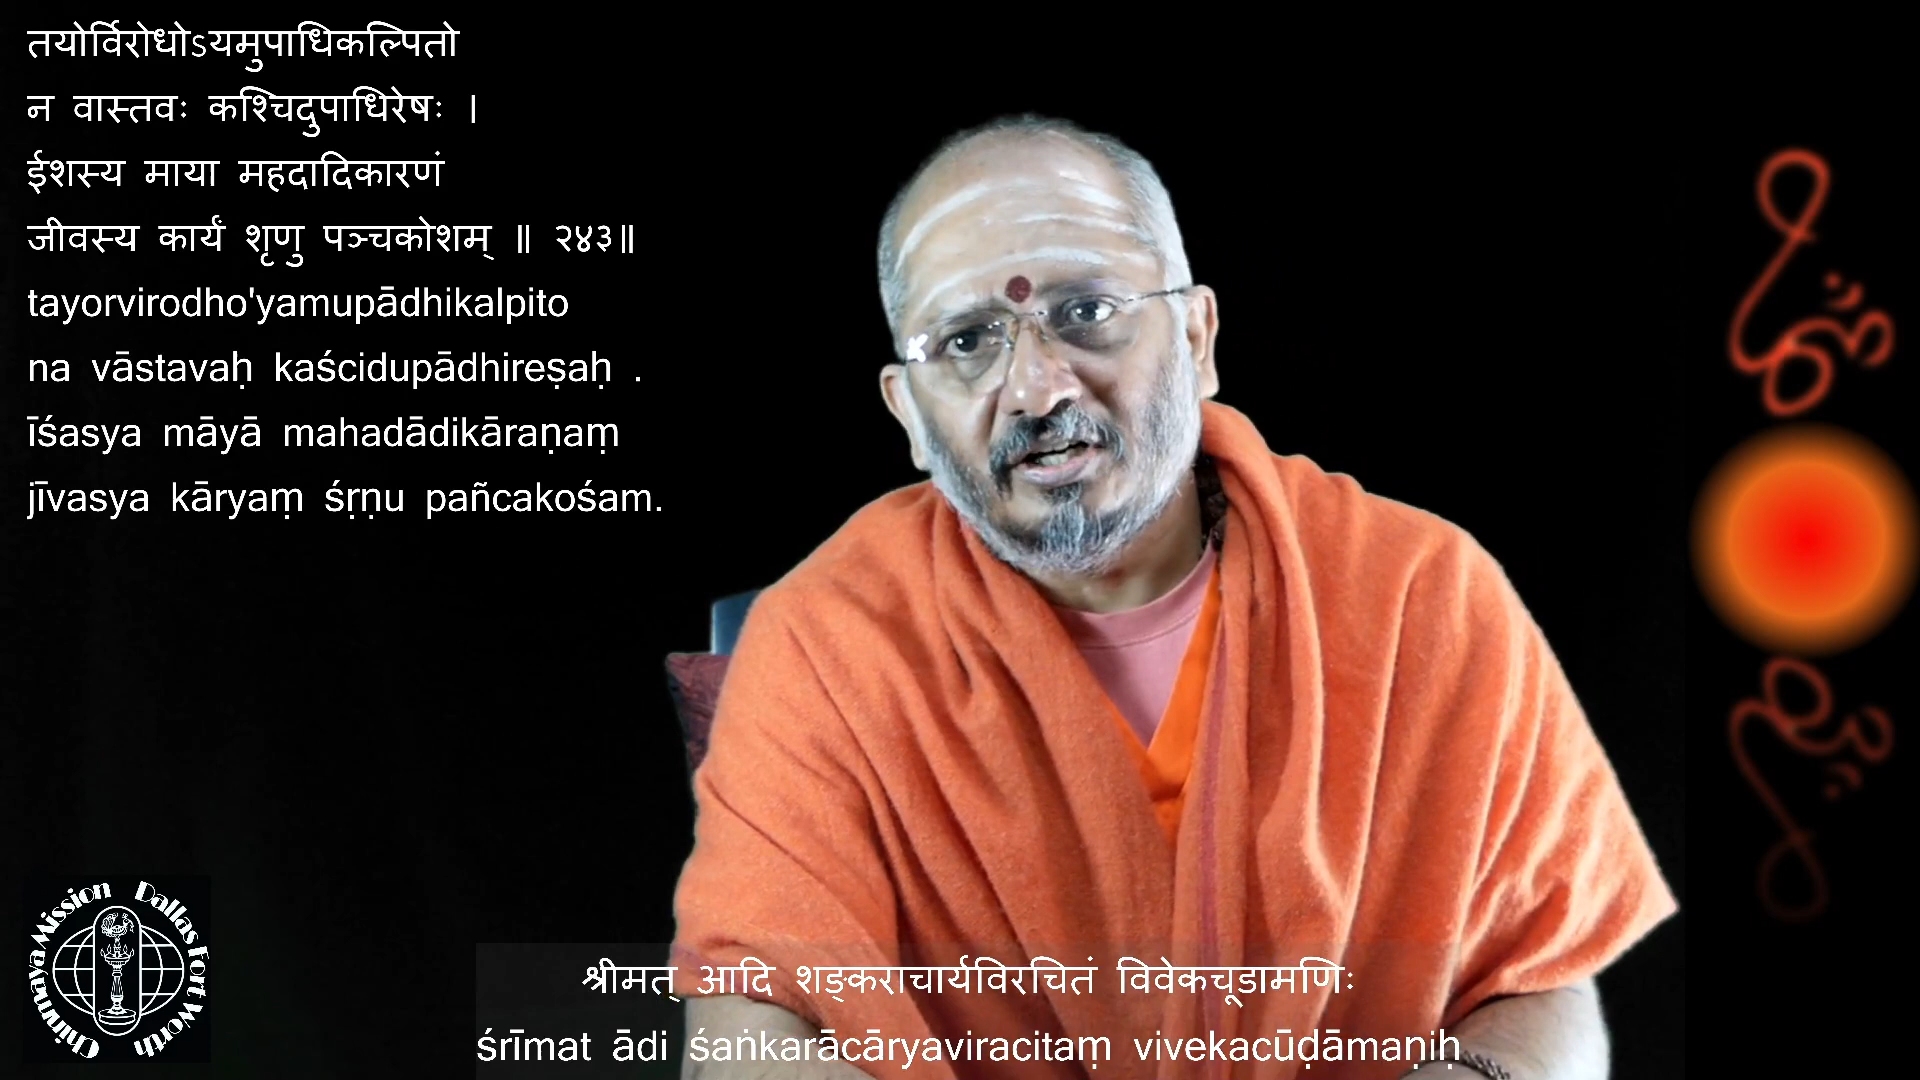 तयोर्विरोधोऽयमुपाधिकल्पितो
न वास्तवः कश्चिदुपाधिरेषः ।
ईशस्य माया महदादिकारणं
जीवस्य कार्यं शृणु पञ्चकोशम् ॥ २४३॥
tayorvirodho'yamupādhikalpito
na vāstavaḥ kaścidupādhireṣaḥ .
īśasya māyā mahadādikāraṇaṃ
jīvasya kāryaṃ śṛṇu pañcakośam.
ॐ
Chinmaya Mission Dallas Fort Worth
श्रीमत् आदि शङ्कराचार्यविरचितं विवेकचूडामणिः
śrīmat ādi śaṅkarācāryaviracitaṃ vivekacūḍāmaṇiḥ